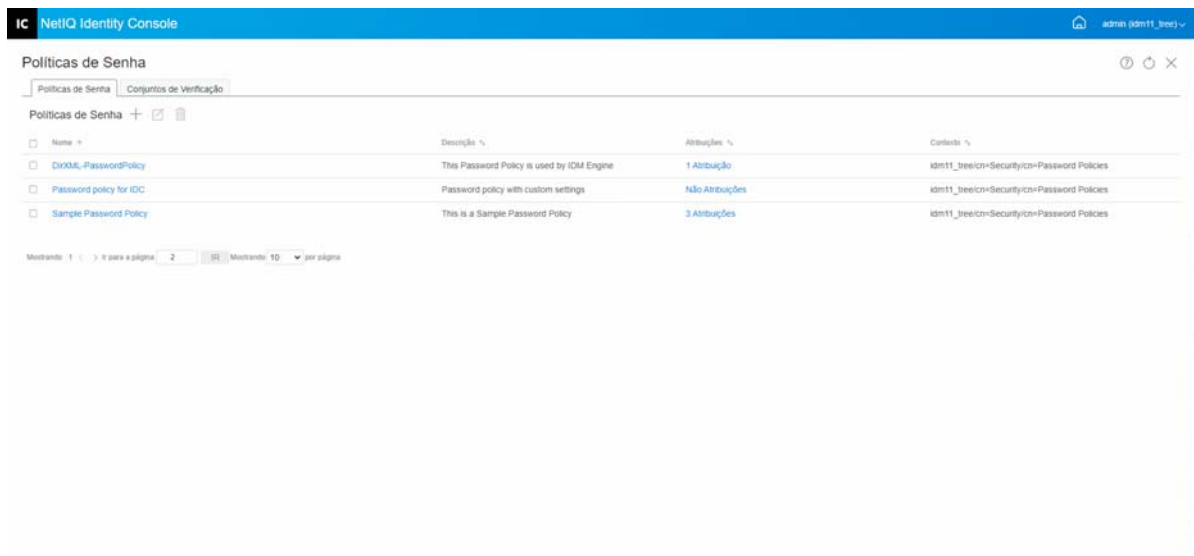 IC NetIQ Identity Console admin (idm11_tree)
Políticas de Senha
Políticas de Senha Conjuntos de Verificação
Políticas de Senha
Nome Descrição Atribuições Contexto
DirXML-PasswordPolicy This Password Policy is used by IDM Engine 1 Atribuição idm11_tree/cn=Security/cn=Password Policies
Password policy for IDC Password policy with custom settings Não Atribuições idm11_tree/cn=Security/cn=Password Policies
Sample Password Policy This is a Sample Password Policy 3 Atribuições idm11_tree/cn=Security/cn=Password Policies
Mostrando 1 Ir para a página 2 IR Mostrando 10 por página